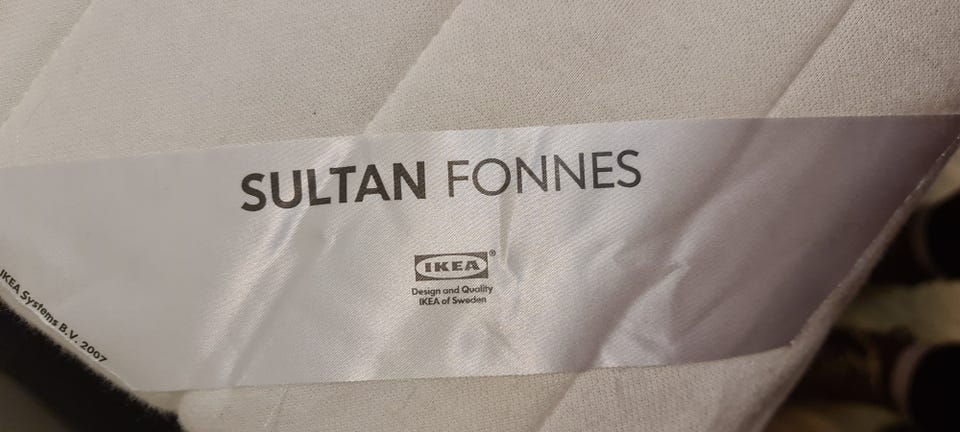 SULTAN FONNES
IKEA®
Design and Quality
IKEA of Sweden
IKEA Systems B.V. 2007